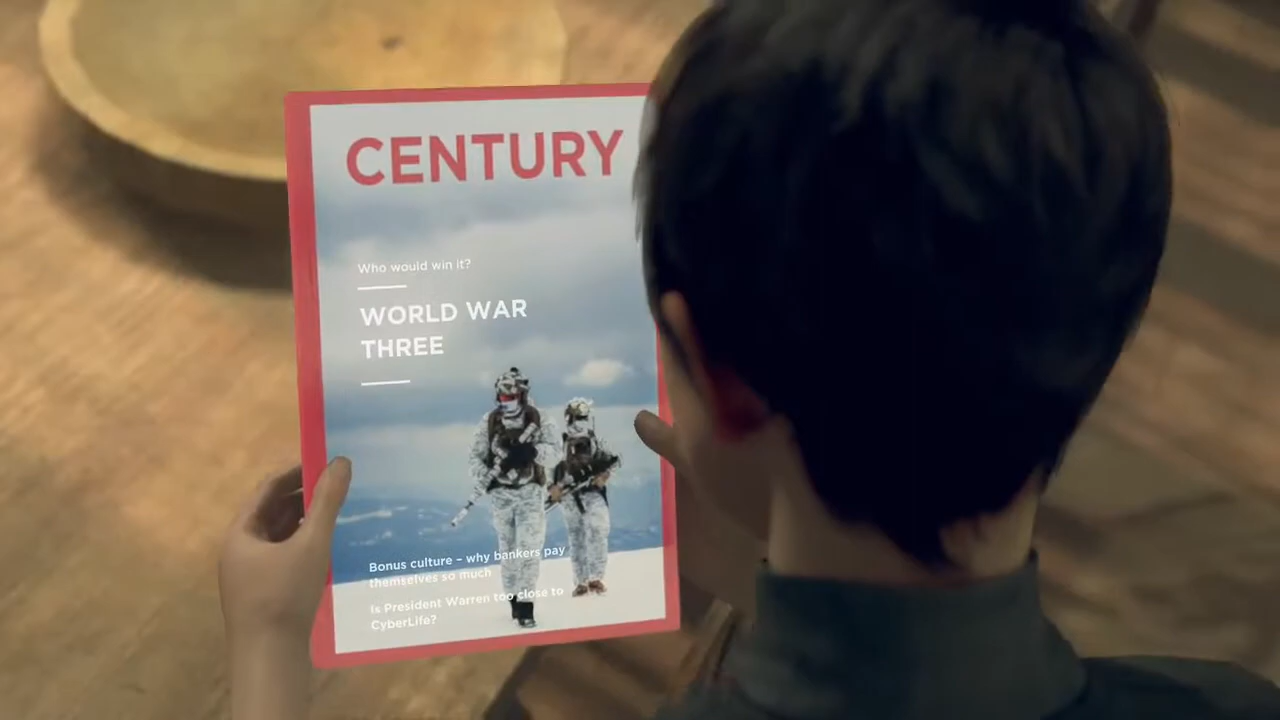 CENTURY
Who would win it?
WORLD WAR
THREE
Bonus culture – why bankers pay
themselves so much
Is President Warren too close to
CyberLife?